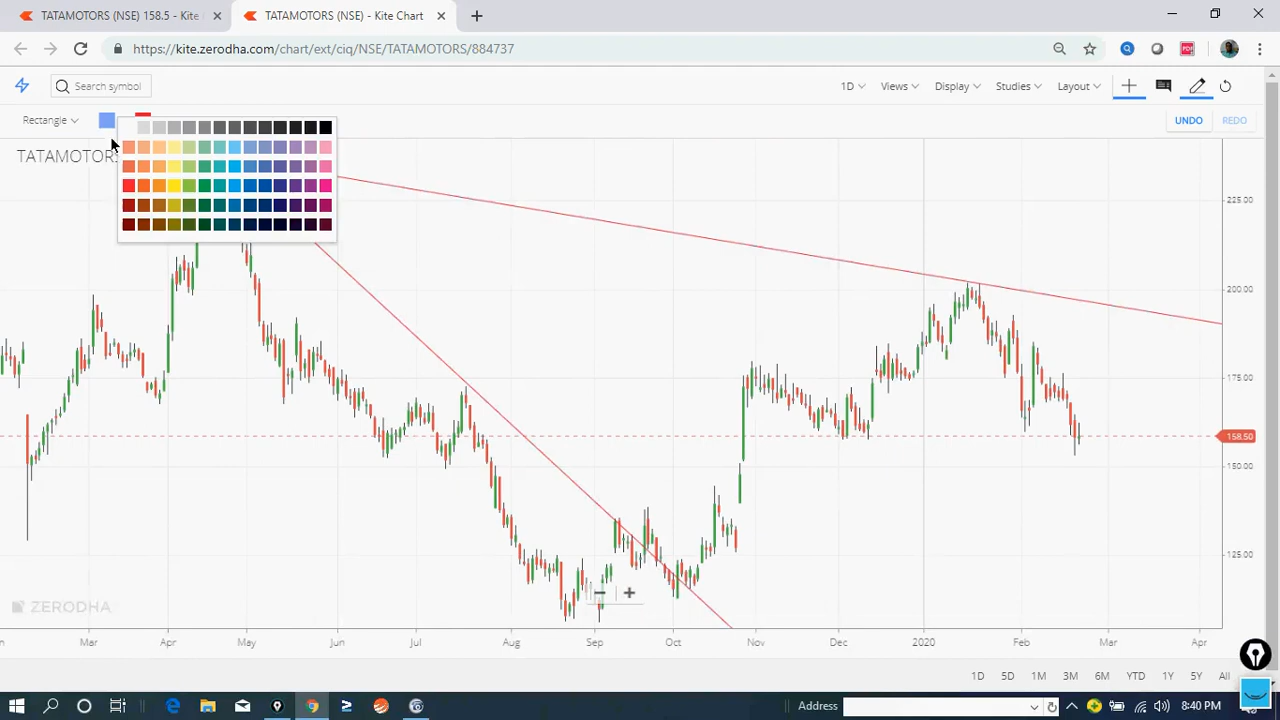 TATAMOTORS (NSE) 158.5 - Kite
TATAMOTORS (NSE) - Kite Chart
https://kite.zerodha.com/chart/ext/ciq/NSE/TATAMOTORS/884737
PDF
Search symbol
1D Views Display Studies Layout
Rectangle
UNDO REDO
TATAMOTORS
225.00
200.00
175.00
158.50
150.00
125.00
ZERODHA
Mar Apr May Jun Jul Aug Sep Oct Nov Dec 2020 Feb Mar Apr
1D 5D 1M 3M 6M YTD 1Y 5Y All
Address
8:40 PM